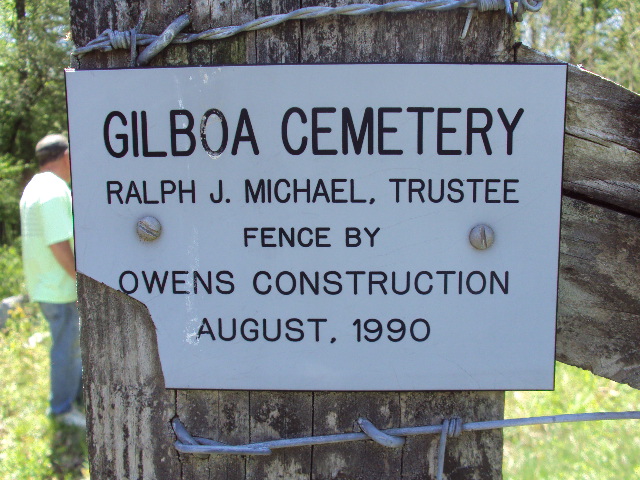 GILBOA CEMETERY
RALPH J. MICHAEL, TRUSTEE
FENCE BY
OWENS CONSTRUCTION
AUGUST, 1990